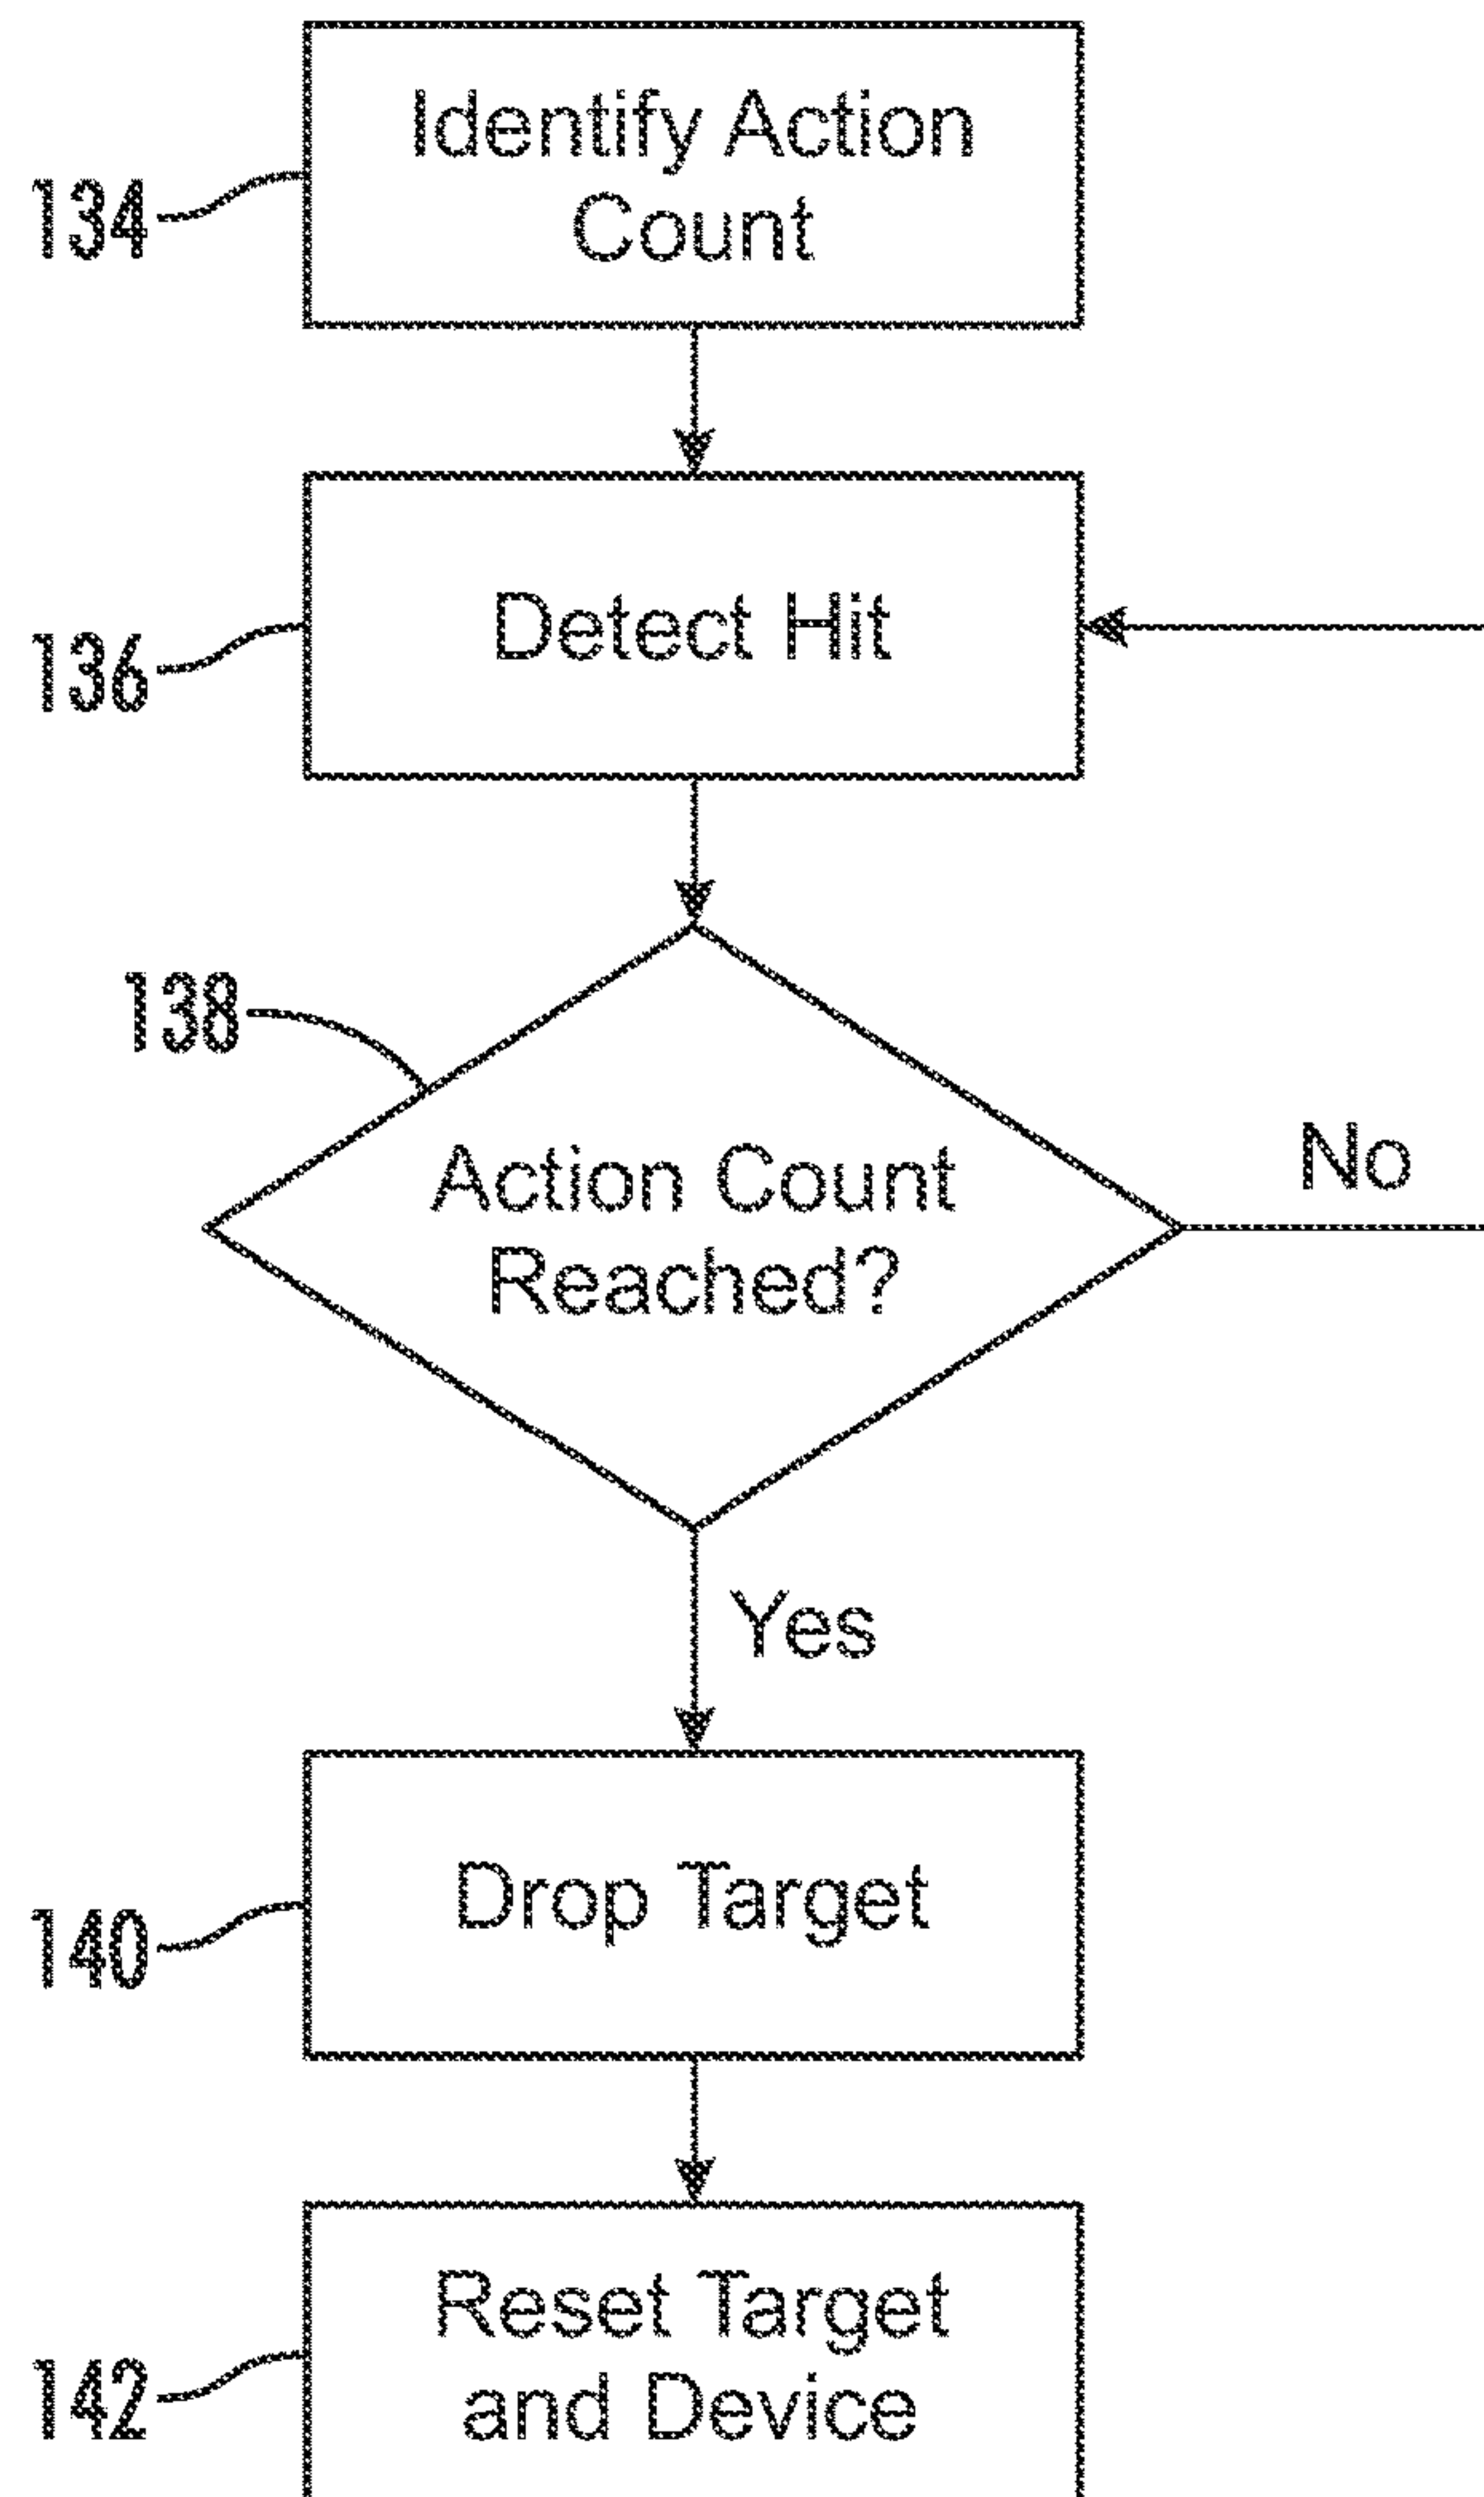 Identify Action
Count
134
Detect Hit
136
138
Action Count
Reached?
No
Yes
Drop Target
140
Reset Target
and Device
142